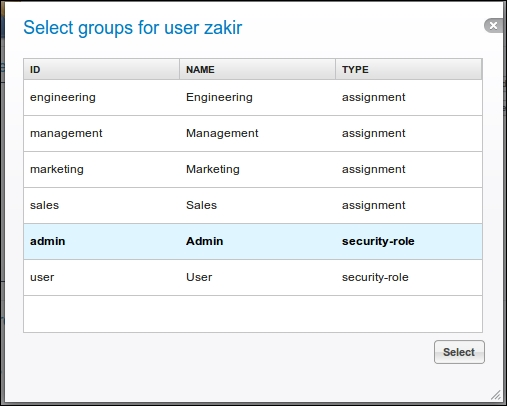 Select groups for user zakir
ID NAME TYPE
engineering Engineering assignment
management Management assignment
marketing Marketing assignment
sales Sales assignment
admin Admin security-role
user User security-role
Select